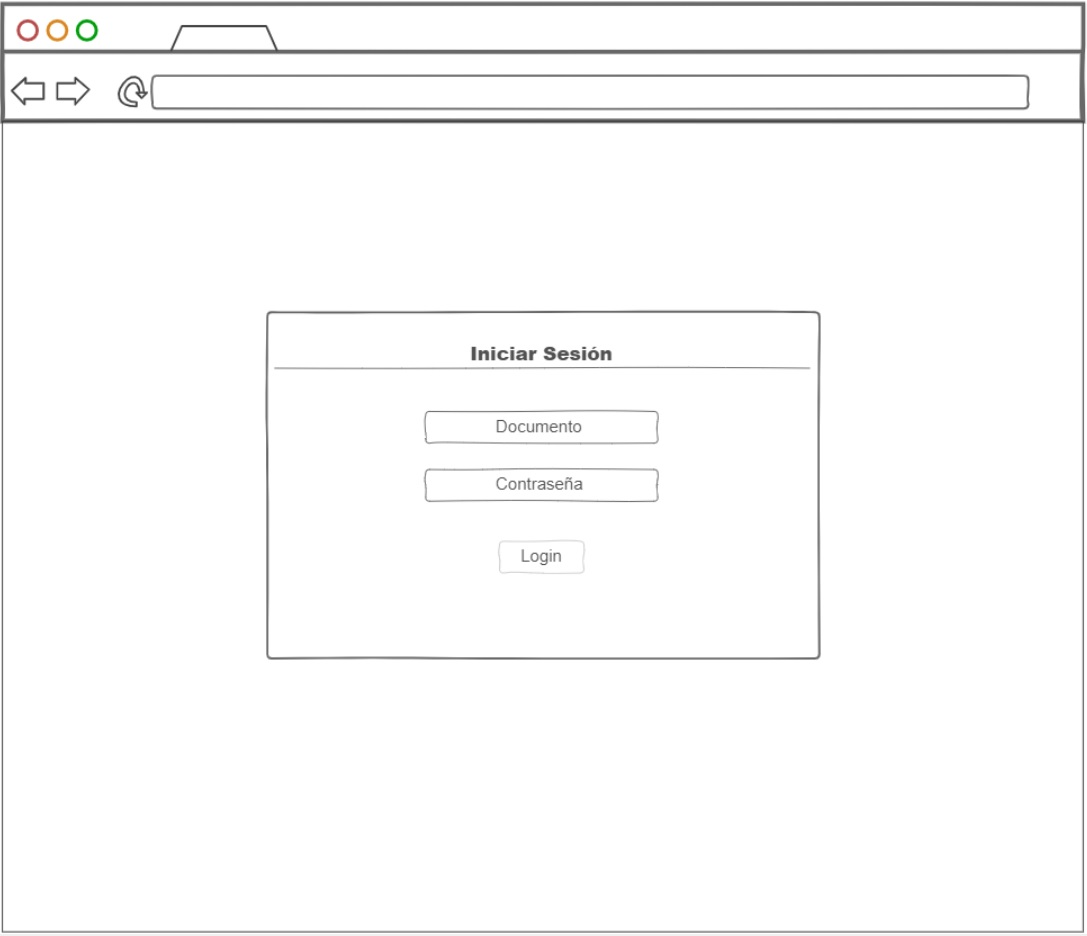 Iniciar Sesión
Documento
Contraseña
Login